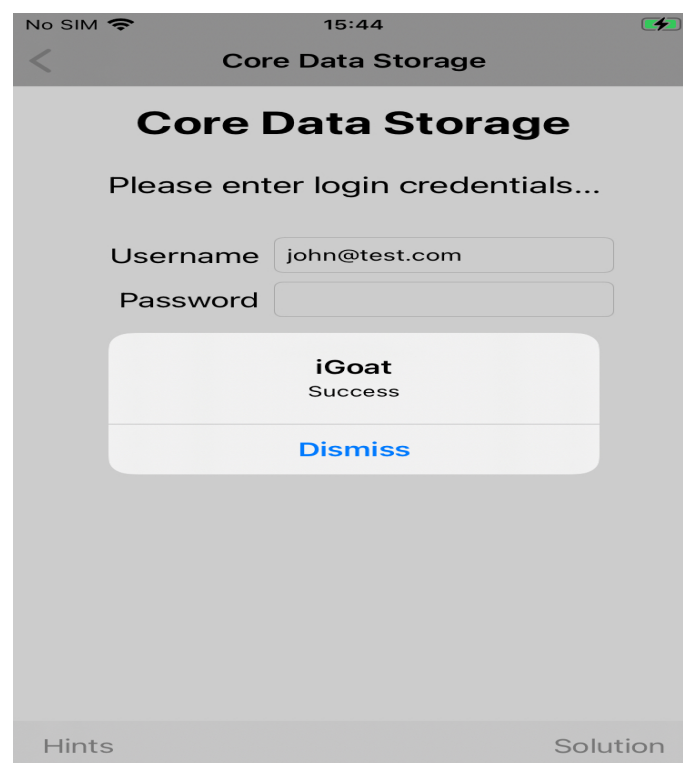 No SIM 15:44
Core Data Storage
Core Data Storage
Please enter login credentials...
Username john@test.com
Password
iGoat
Success
Dismiss
Hints Solution